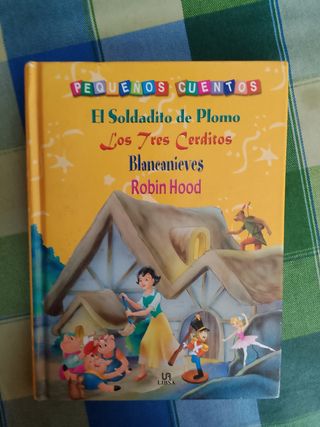 PEQUEÑOS CUENTOS
El Soldadito de Plomo
Los Tres Cerditos
Blancanieves
Robin Hood
LIBSA